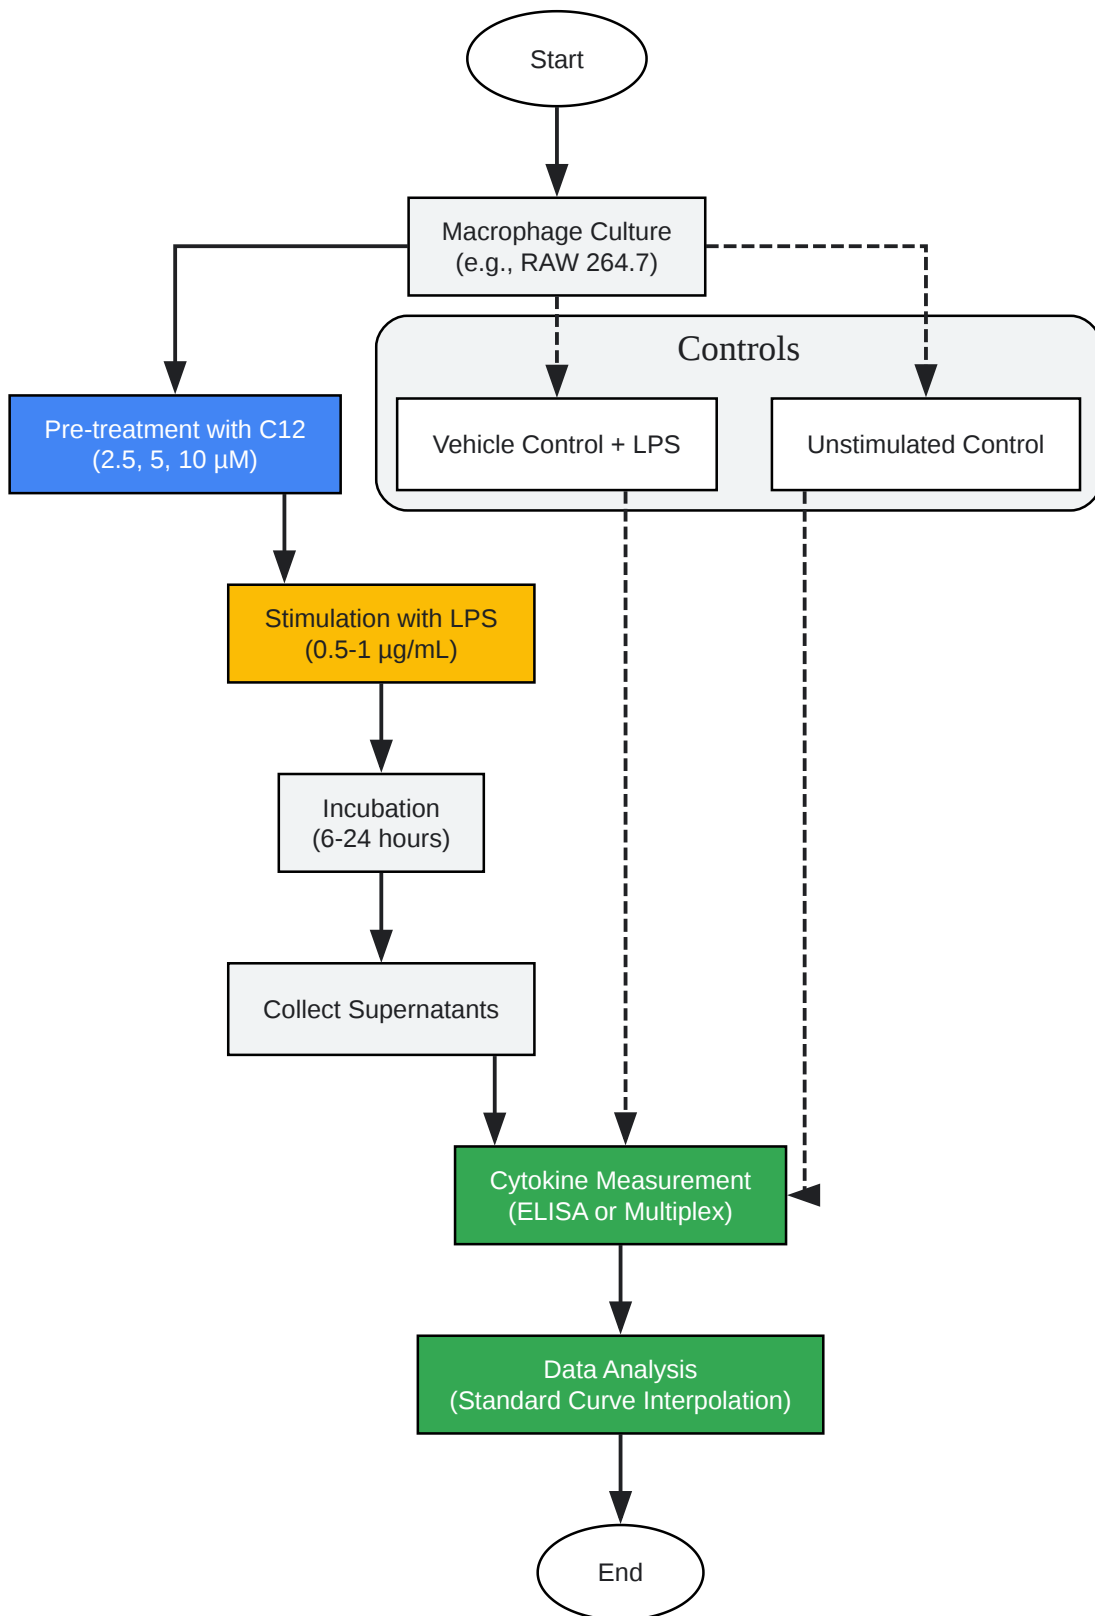 Start
Macrophage Culture
(e.g., RAW 264.7)
Controls
Pre-treatment with C12
(2.5, 5, 10 µM)
Vehicle Control + LPS
Unstimulated Control
Stimulation with LPS
(0.5-1 µg/mL)
Incubation
(6-24 hours)
Collect Supernatants
Cytokine Measurement
(ELISA or Multiplex)
Data Analysis
(Standard Curve Interpolation)
End